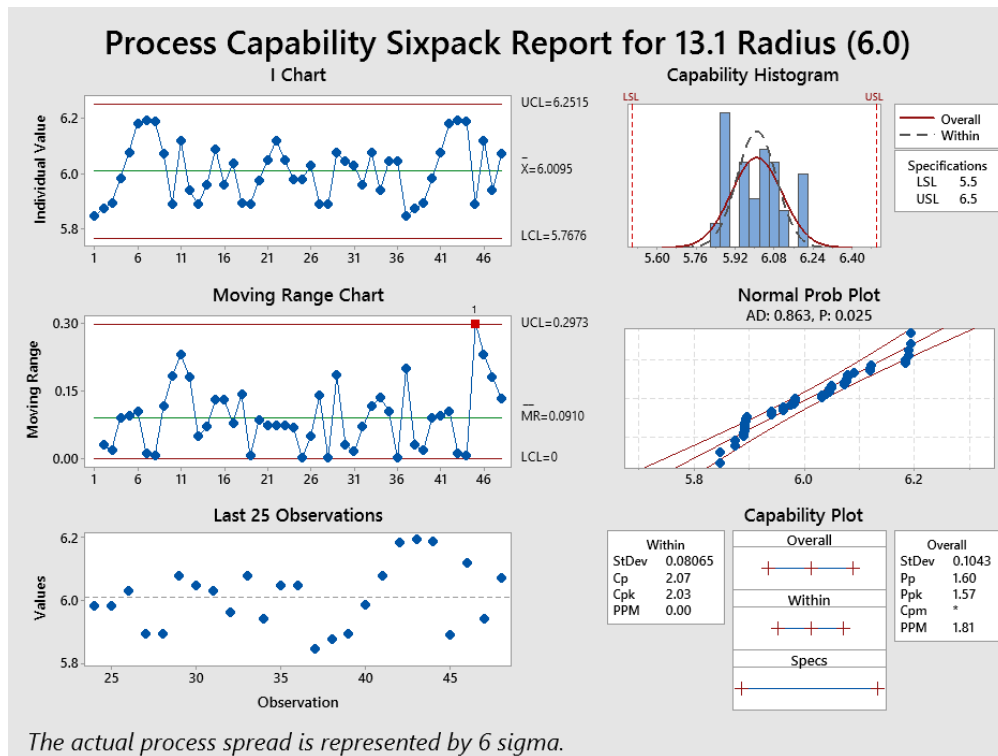 Process Capability Sixpack Report for 13.1 Radius (6.0)
I Chart
Individual Value
6.2
6.0
5.8
1 6 11 16 21 26 31 36 41 46
UCL=6.2515
_
X=6.0095
LCL=5.7676
Capability Histogram
LSL USL
5.60 5.76 5.92 6.08 6.24 6.40
Overall
Within
Specifications
LSL 5.5
USL 6.5
Moving Range Chart
Moving Range
0.30
0.15
0.00
1
1 6 11 16 21 26 31 36 41 46
UCL=0.2973
__
MR=0.0910
LCL=0
Normal Prob Plot
AD: 0.863, P: 0.025
5.8 6.0 6.2
Last 25 Observations
Values
6.2
6.0
5.8
25 30 35 40 45
Observation
Capability Plot
Within
StDev 0.08065
Cp 2.07
Cpk 2.03
PPM 0.00
Overall
Within
Specs
Overall
StDev 0.1043
Pp 1.60
Ppk 1.57
Cpm *
PPM 1.81
The actual process spread is represented by 6 sigma.